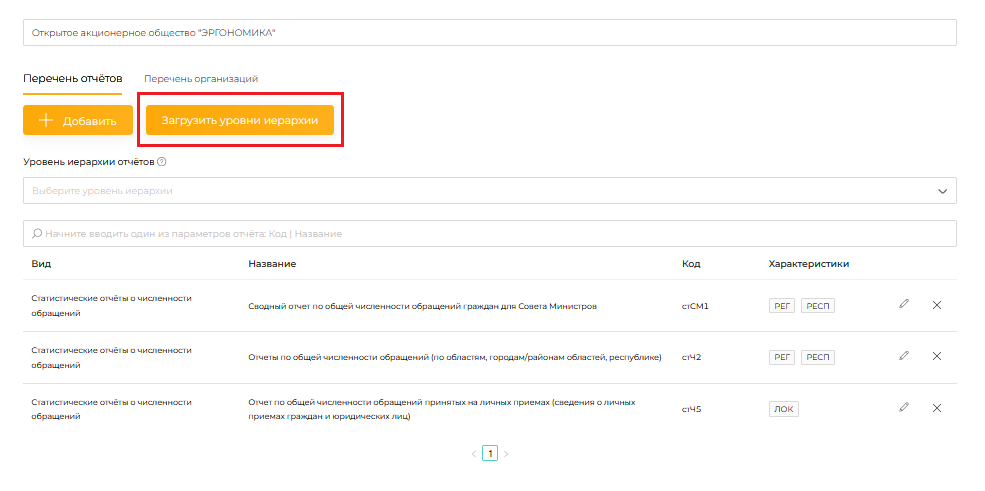 Открытое акционерное общество "ЭРГОНОМИКА"
Перечень отчётов Перечень организаций
Добавить Загрузить уровни иерархии
Уровень иерархии отчётов
Выберите уровень иерархии
Начните вводить один из параметров отчёта: Код | Название
Вид Название Код Характеристики
Статистические отчёты о численности
обращений
Сводный отчет по общей численности обращений граждан для Совета Министров
стСМ1
РЕГ РЕСП
Статистические отчёты о численности
обращений
Отчеты по общей численности обращений (по областям, городам/районам областей, республике)
стЧ2
РЕГ РЕСП
Статистические отчёты о численности
обращений
Отчет по общей численности обращений принятых на личных приемах (сведения о личных
приемах граждан и юридических лиц)
стЧ5
ЛОК
1